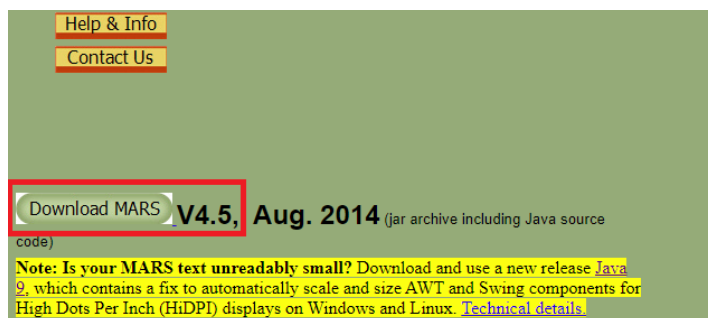 Help & Info
Contact Us
Download MARS V4.5, Aug. 2014 (jar archive including Java source
code)
Note: Is your MARS text unreadably small? Download and use a new release Java
9, which contains a fix to automatically scale and size AWT and Swing components for
High Dots Per Inch (HiDPI) displays on Windows and Linux. Technical details.